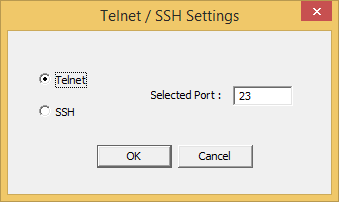 Telnet / SSH Settings
Telnet
Selected Port : 23
SSH
OK Cancel